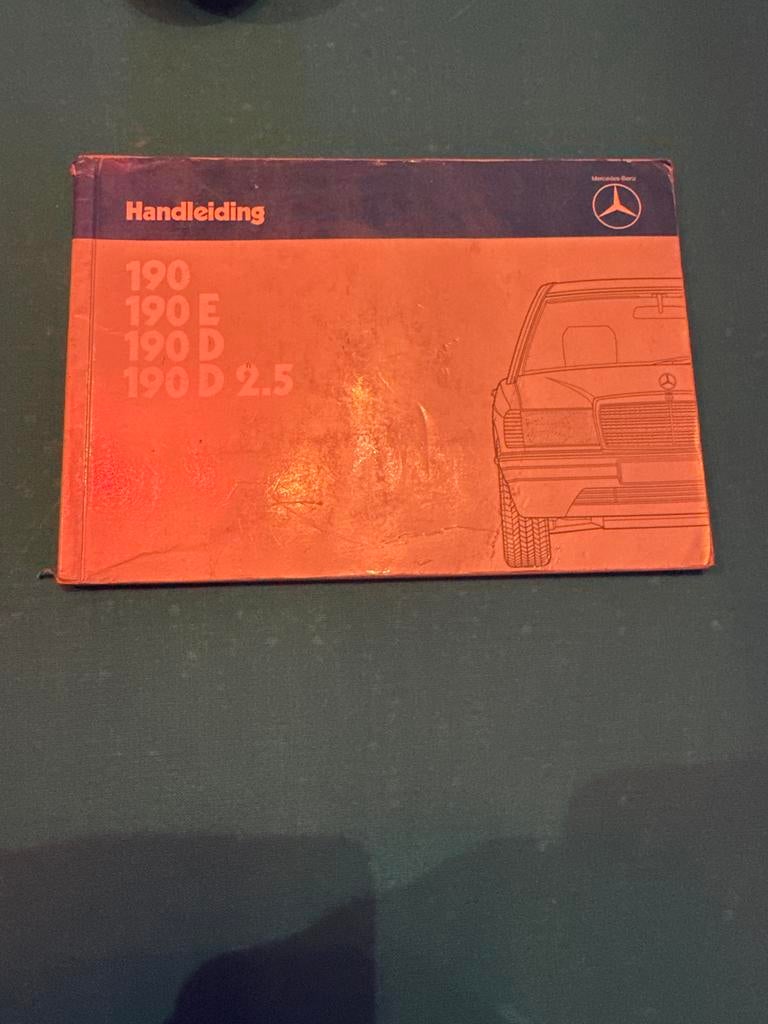 Handleiding
Mercedes-Benz
190
190 E
190 D
190 D 2.5